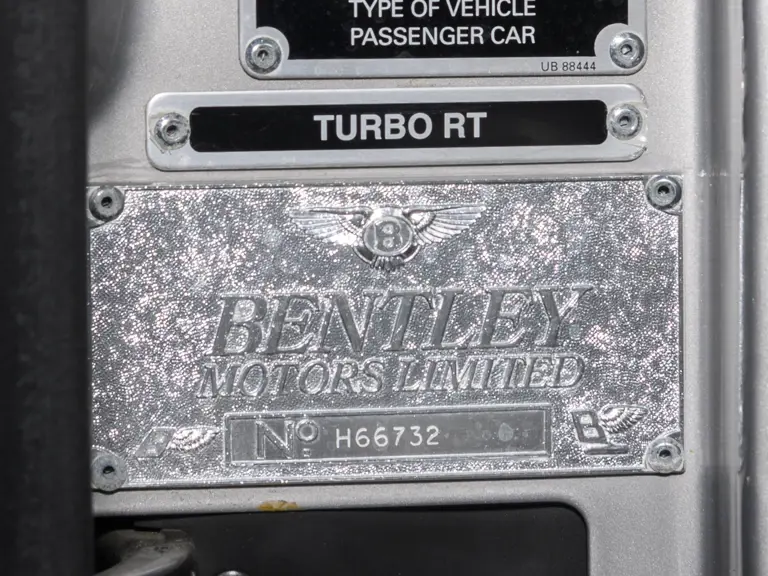 TYPE OF VEHICLE
PASSENGER CAR
UB 88444
TURBO RT
B
BENTLEY
MOTORS LIMITED
B
No H66732
B